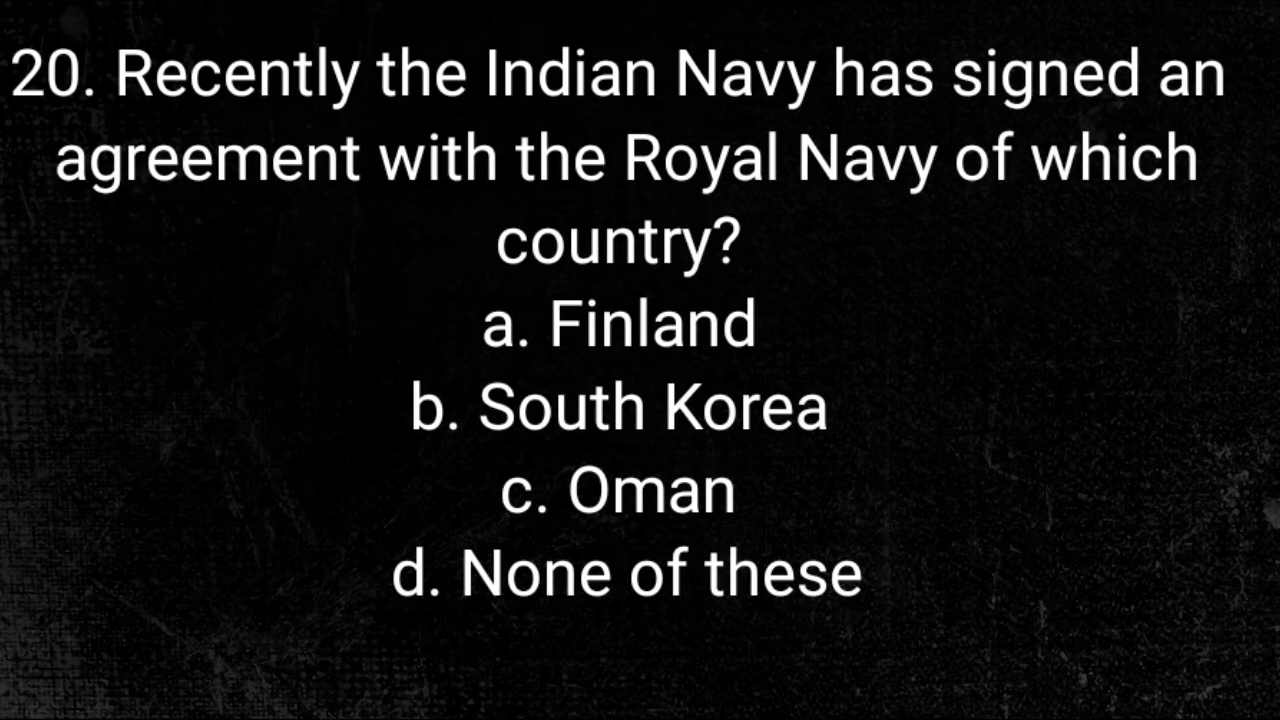 20. Recently the Indian Navy has signed an
agreement with the Royal Navy of which
country?
a. Finland
b. South Korea
c. Oman
d. None of these